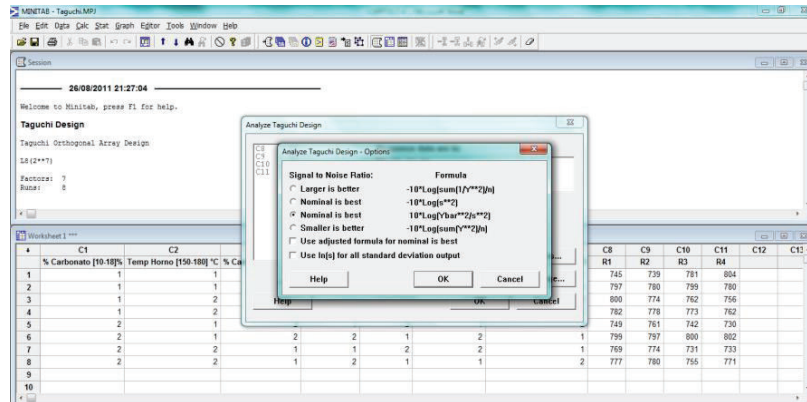 MINITAB - Taguchi.MPJ
File Edit Data Calc Stat Graph Editor Tools Window Help
Session
26/08/2011 21:27:04
Welcome to Minitab, press F1 for help.
Taguchi Design
Taguchi Orthogonal Array Design
L8(2**7)
Factors: 7
Runs: 8
Analyze Taguchi Design
C8
C9
C10
C11
Analyze Taguchi Design - Options
Signal to Noise Ratio: Formula
Larger is better -10*Log(sum(1/Y**2)/n)
Nominal is best -10*Log(s**2)
Nominal is best 10*Log(Ybar**2/s**2)
Smaller is better -10*Log(sum(Y**2)/n)
Use adjusted formula for nominal is best
Use ln(s) for all standard deviation output
Help OK Cancel
Help OK Cancel
Worksheet 1 ***
C1 C2 C8 C9 C10 C11 C12 C13
% Carbonato [10-18]% Temp Horno [150-180] °C % Ca R1 R2 R3 R4
1 1 1 745 739 781 804
2 1 1 797 780 799 780
3 1 2 800 774 762 756
4 1 2 782 778 773 762
5 2 1 749 761 742 730
6 2 1 2 2 1 2 1 799 797 800 802
7 2 2 1 1 2 2 1 769 774 731 733
8 2 2 1 2 1 1 2 777 780 755 771
9
10